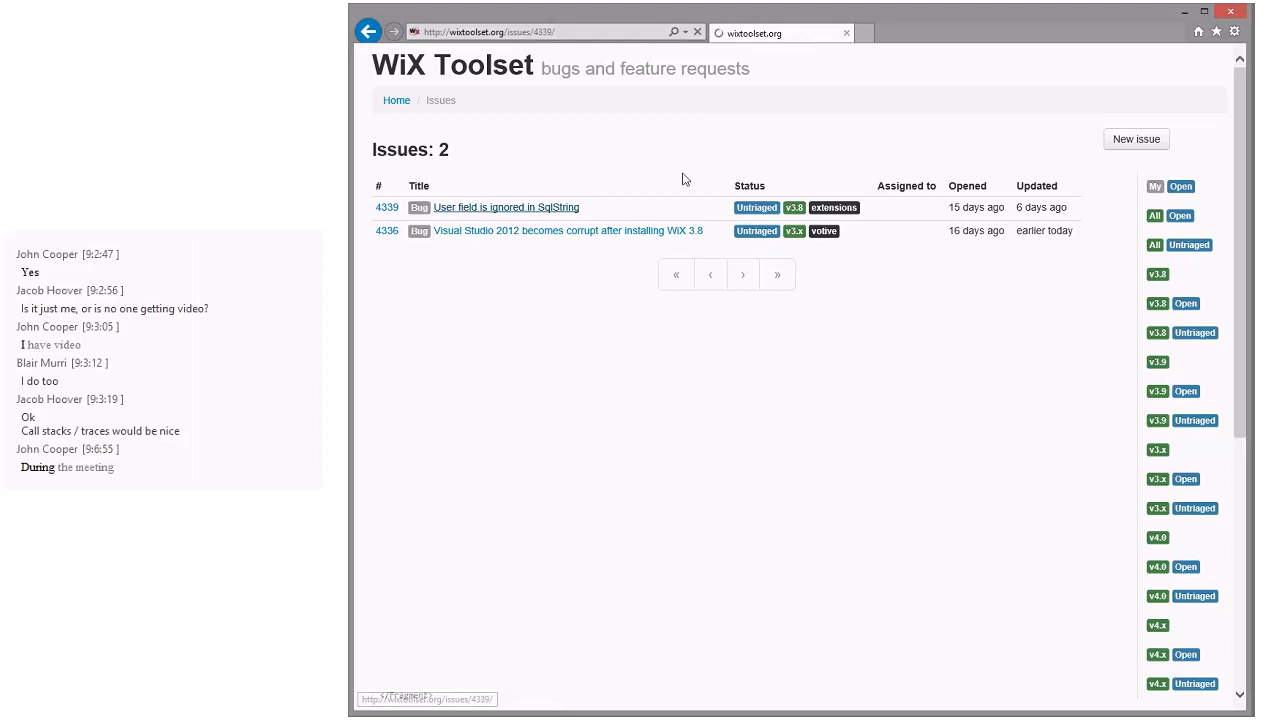 John Cooper [9:2:47 ]
Yes
Jacob Hoover [9:2:56 ]
Is it just me, or is no one getting video?
John Cooper [9:3:05 ]
I have video
Blair Murri [9:3:12 ]
I do too
Jacob Hoover [9:3:19 ]
Ok
Call stacks / traces would be nice
John Cooper [9:6:55 ]
During the meeting
http://wixtoolset.org/issues/4339/
wixtoolset.org
WiX Toolset bugs and feature requests
Home / Issues
New issue
Issues: 2
# Title Status Assigned to Opened Updated
4339 Bug User field is ignored in SqlString Untriaged v3.8 extensions 15 days ago 6 days ago
4336 Bug Visual Studio 2012 becomes corrupt after installing WiX 3.8 Untriaged v3.x votive 16 days ago earlier today
« ‹ › »
My Open
All Open
All Untriaged
v3.8
v3.8 Open
v3.8 Untriaged
v3.9
v3.9 Open
v3.9 Untriaged
v3.x
v3.x Open
v3.x Untriaged
v4.0
v4.0 Open
v4.0 Untriaged
v4.x
v4.x Open
v4.x Untriaged
</Fragment>
http://wixtoolset.org/issues/4339/